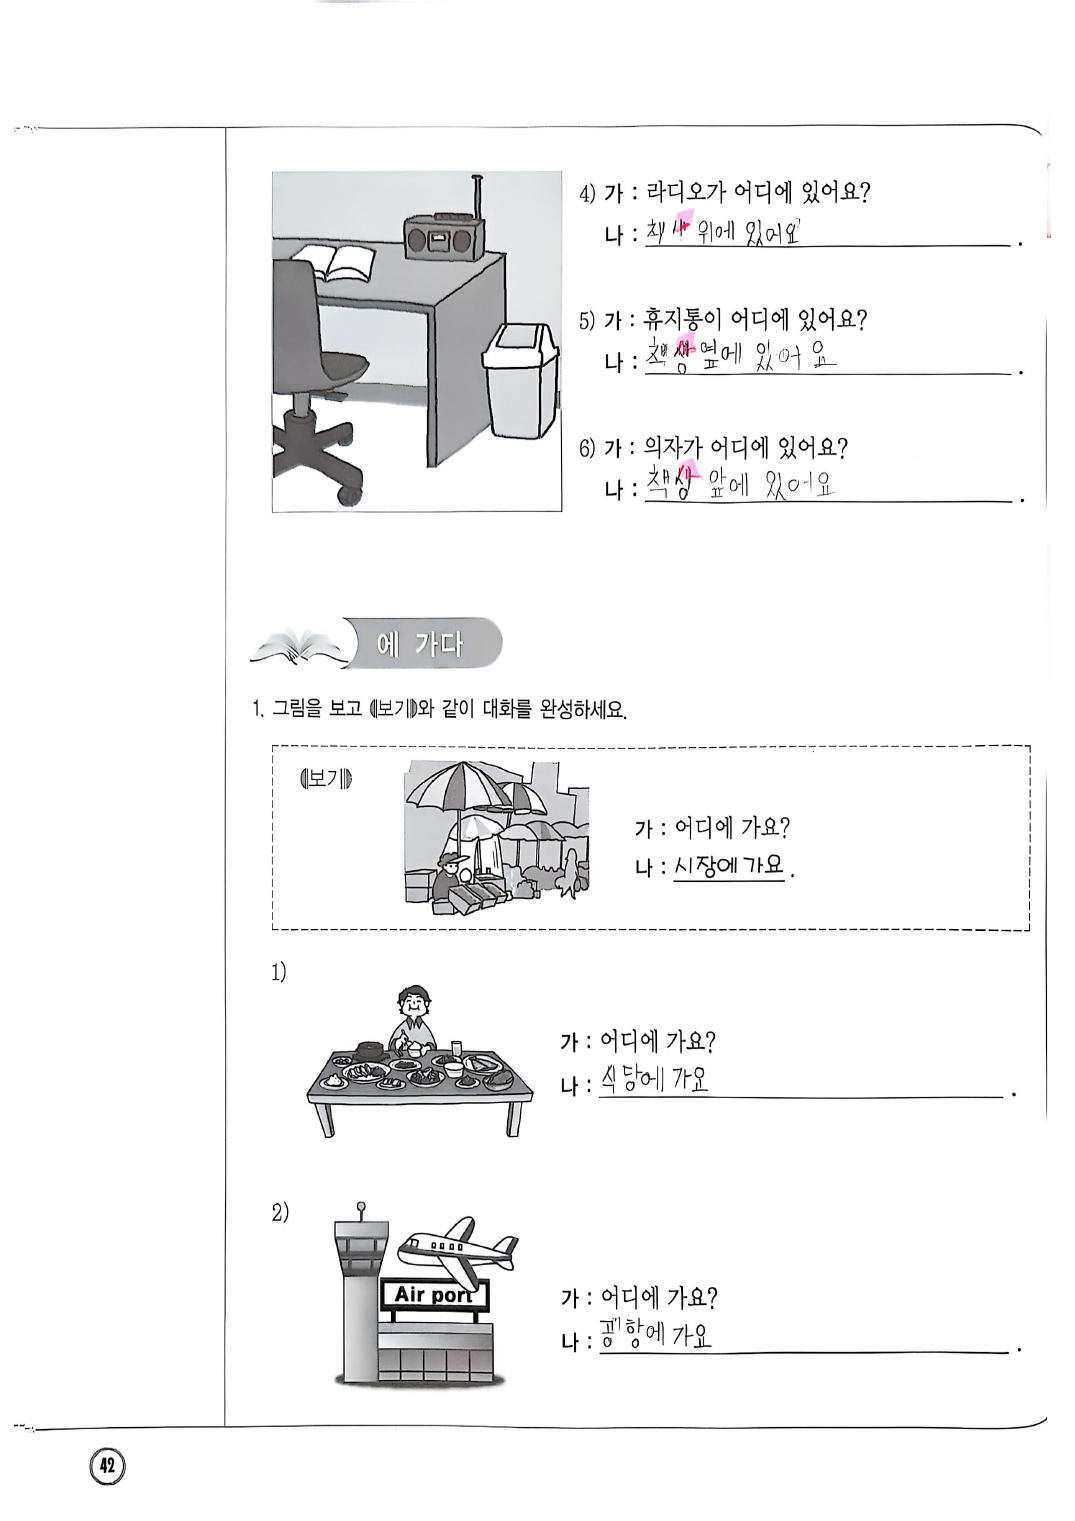 4) 가 : 라디오가 어디에 있어요?
나 : 책상 위에 있어요.
5) 가 : 휴지통이 어디에 있어요?
나 : 책상 옆에 있어요.
6) 가 : 의자가 어디에 있어요?
나 : 책상 앞에 있어요.
에 가다
1. 그림을 보고 《보기》와 같이 대화를 완성하세요.
《보기》
가 : 어디에 가요?
나 : 시장에 가요.
1)
가 : 어디에 가요?
나 : 식당에 가요.
2)
Air port
가 : 어디에 가요?
나 : 공항에 가요.
42